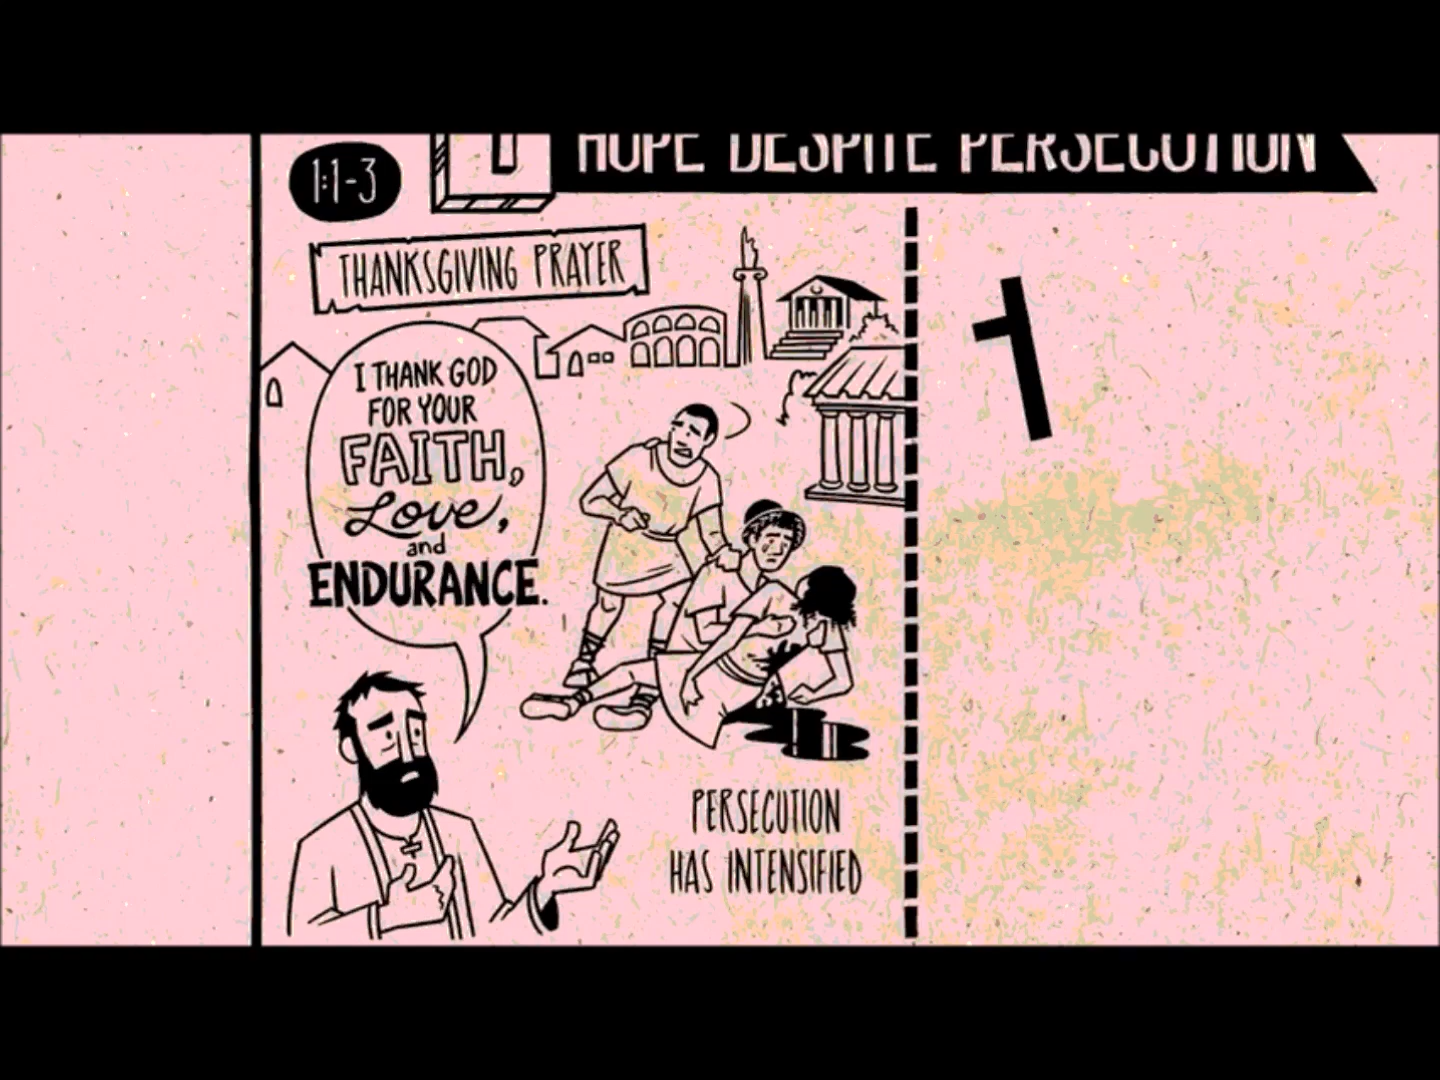 1:1-3
1
HOPE DESPITE PERSECUTION
THANKSGIVING PRAYER
I THANK GOD
FOR YOUR
FAITH,
Love,
and
ENDURANCE.
PERSECUTION
HAS INTENSIFIED